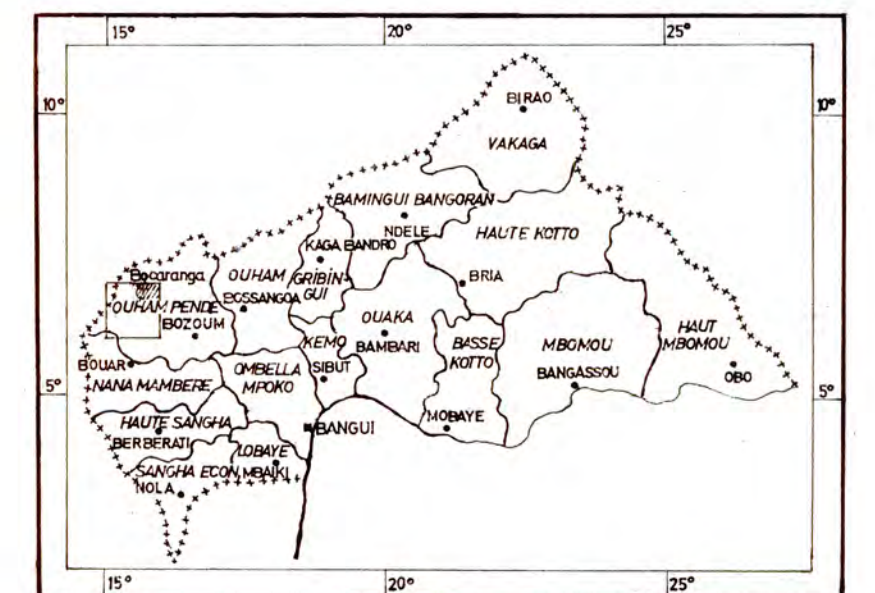 15° 20° 25°
10° 10°
BIRAO
VAKAGA
BAMINGUI BANGORAN
NDELE
HAUTE KOTTO
KAGA BANDRO
Bocaranga
OUHAM
GRIBIN-
GUI
BRIA
OUHAM PENDE
BOSSANGOA
OUAKA
BOZOUM
HAUT
MBOMOU
KEMO
BAMBARI
BASSE
KOTTO
MBOMOU
BOUAR
OMBELLA
MPOKO
SIBUT
BANGASSOU
OBO
NANA MAMBERE
5° 5°
HAUTE SANGHA
BANGUI
MOBAYE
BERBERATI
LOBAYE
SANGHA ECON.
MBAIKI
NOLA
15° 20° 25°